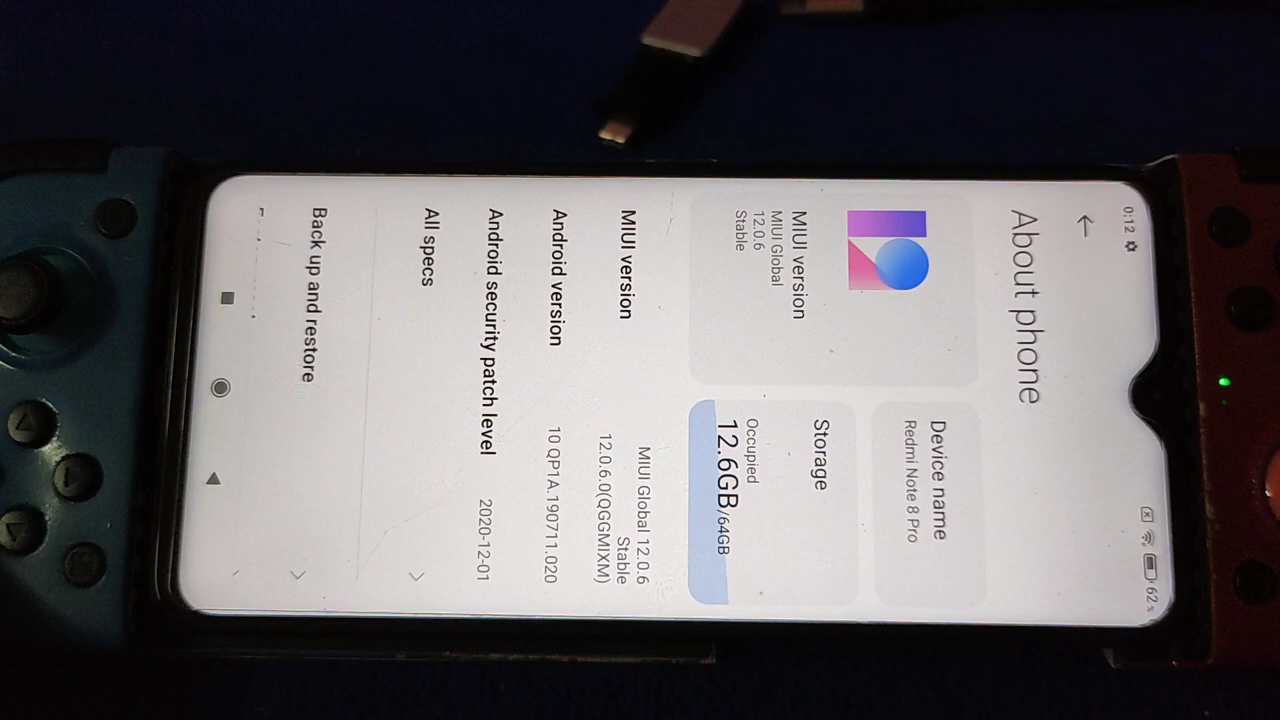 0:12
62%
About phone
MIUI version
MIUI Global
12.0.6
Stable
Device name
Redmi Note 8 Pro
Storage
Occupied
12.6GB/64GB
MIUI version
MIUI Global 12.0.6
Stable
12.0.6.0(QGGMIXM)
Android version
10 QP1A.190711.020
Android security patch level
2020-12-01
All specs
Back up and restore